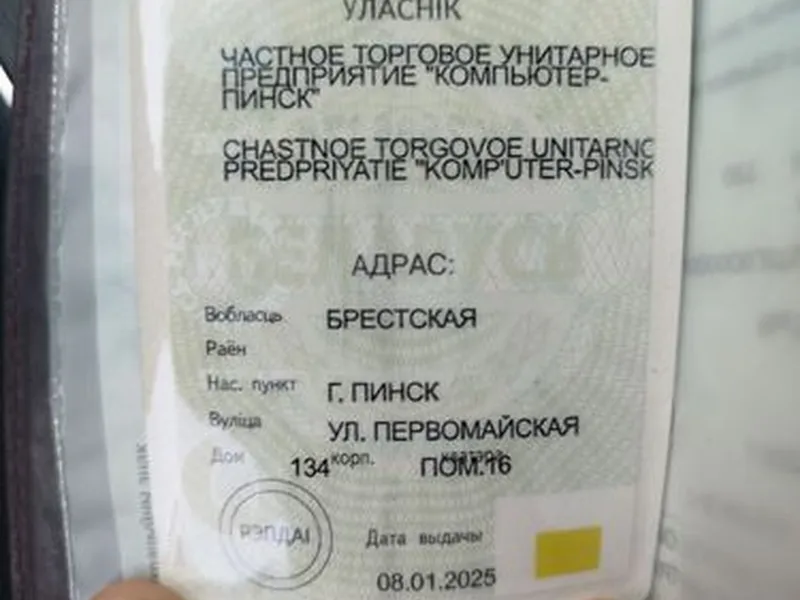 УЛАСНІК
ЧАСТНОЕ ТОРГОВОЕ УНИТАРНОЕ
ПРЕДПРИЯТИЕ "КОМПЬЮТЕР-
ПИНСК"
CHASTNOE TORGOVOE UNITARNO
PREDPRIYATIE "KOMP'UTER-PINSK
АДРАС:
Вобласць БРЕСТСКАЯ
Раён
Нас. пункт Г. ПИНСК
Вуліца УЛ. ПЕРВОМАЙСКАЯ
Дом 134 корп. ПОМ.16
РЭПДАІ
Дата выдачы
08.01.2025